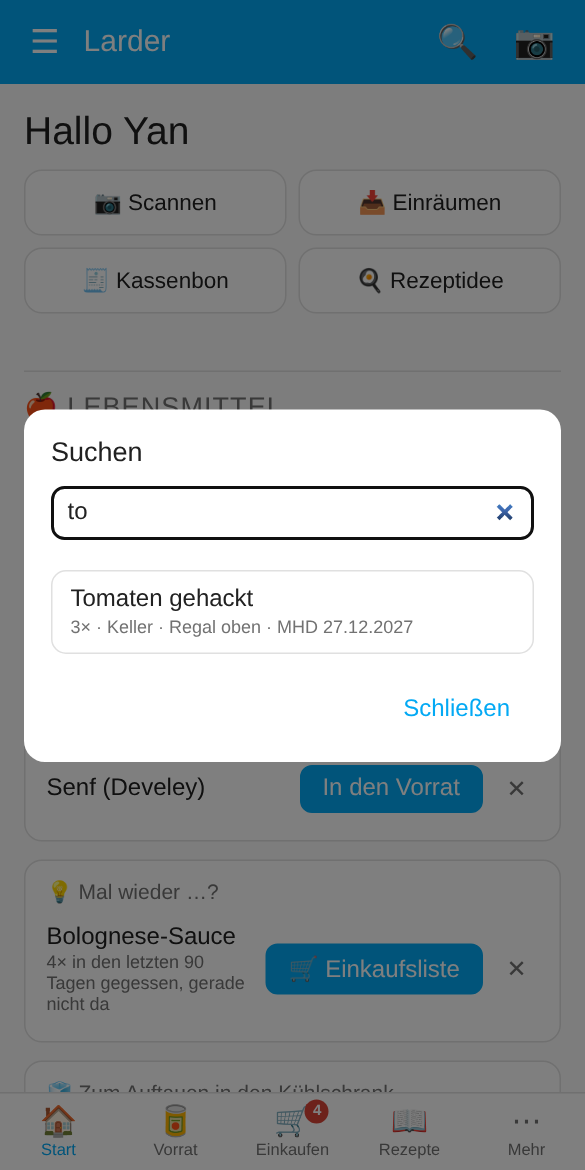 Larder
Hallo Yan
Scannen
Einräumen
Kassenbon
Rezeptidee
LEBENSMITTEL
Suchen
to
Tomaten gehackt
3× · Keller · Regal oben · MHD 27.12.2027
Schließen
Senf (Develey)
In den Vorrat
Mal wieder …?
Bolognese-Sauce
4× in den letzten 90
Tagen gegessen, gerade
nicht da
Einkaufsliste
Zum Auftauen in den Kühlschrank
4
Start
Vorrat
Einkaufen
Rezepte
Mehr